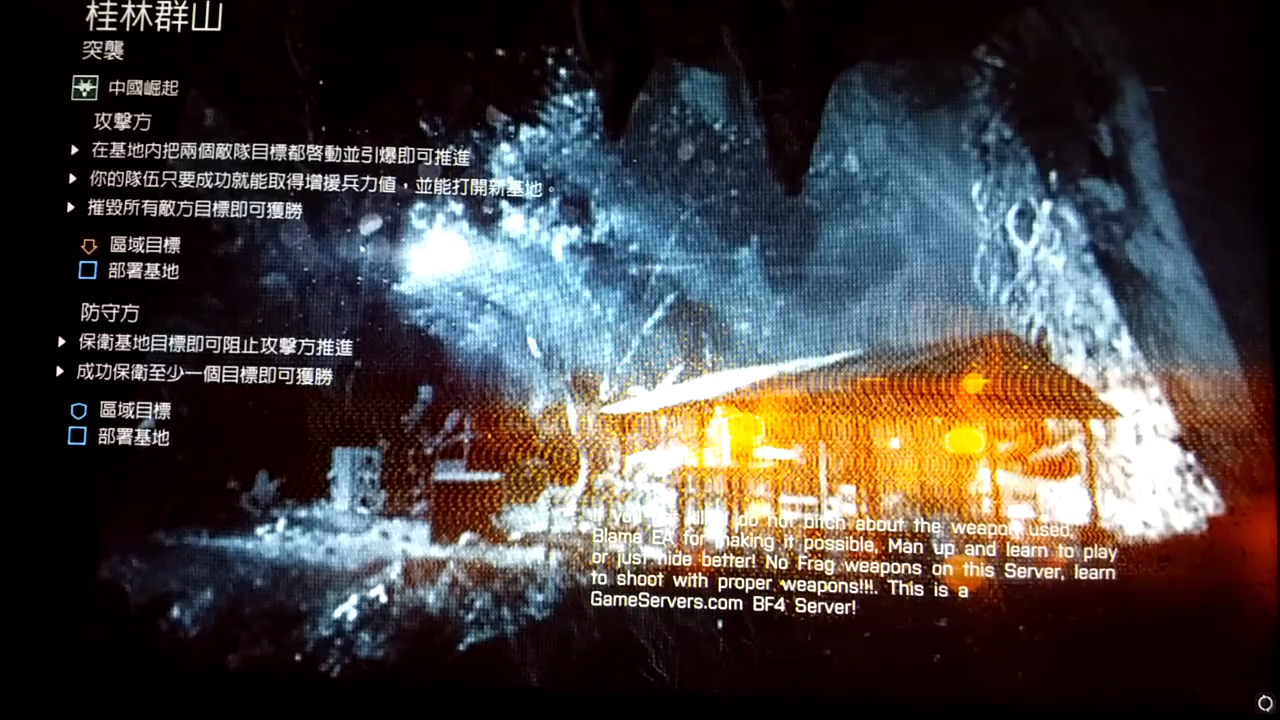 桂林群山
突襲
中國崛起
攻擊方
在基地內把兩個敵隊目標都啓動並引爆即可推進
你的隊伍只要成功就能取得增援兵力值，並能打開新基地。
摧毀所有敵方目標即可獲勝
區域目標
部署基地
防守方
保衛基地目標即可阻止攻擊方推進
成功保衛至少一個目標即可獲勝
區域目標
部署基地
do not bitch about the weapon used,
Blame EA for making it possible, Man up and learn to play
or just hide better! No Frag weapons on this Server, learn
to shoot with proper weapons!!!. This is a
GameServers.com BF4 Server!